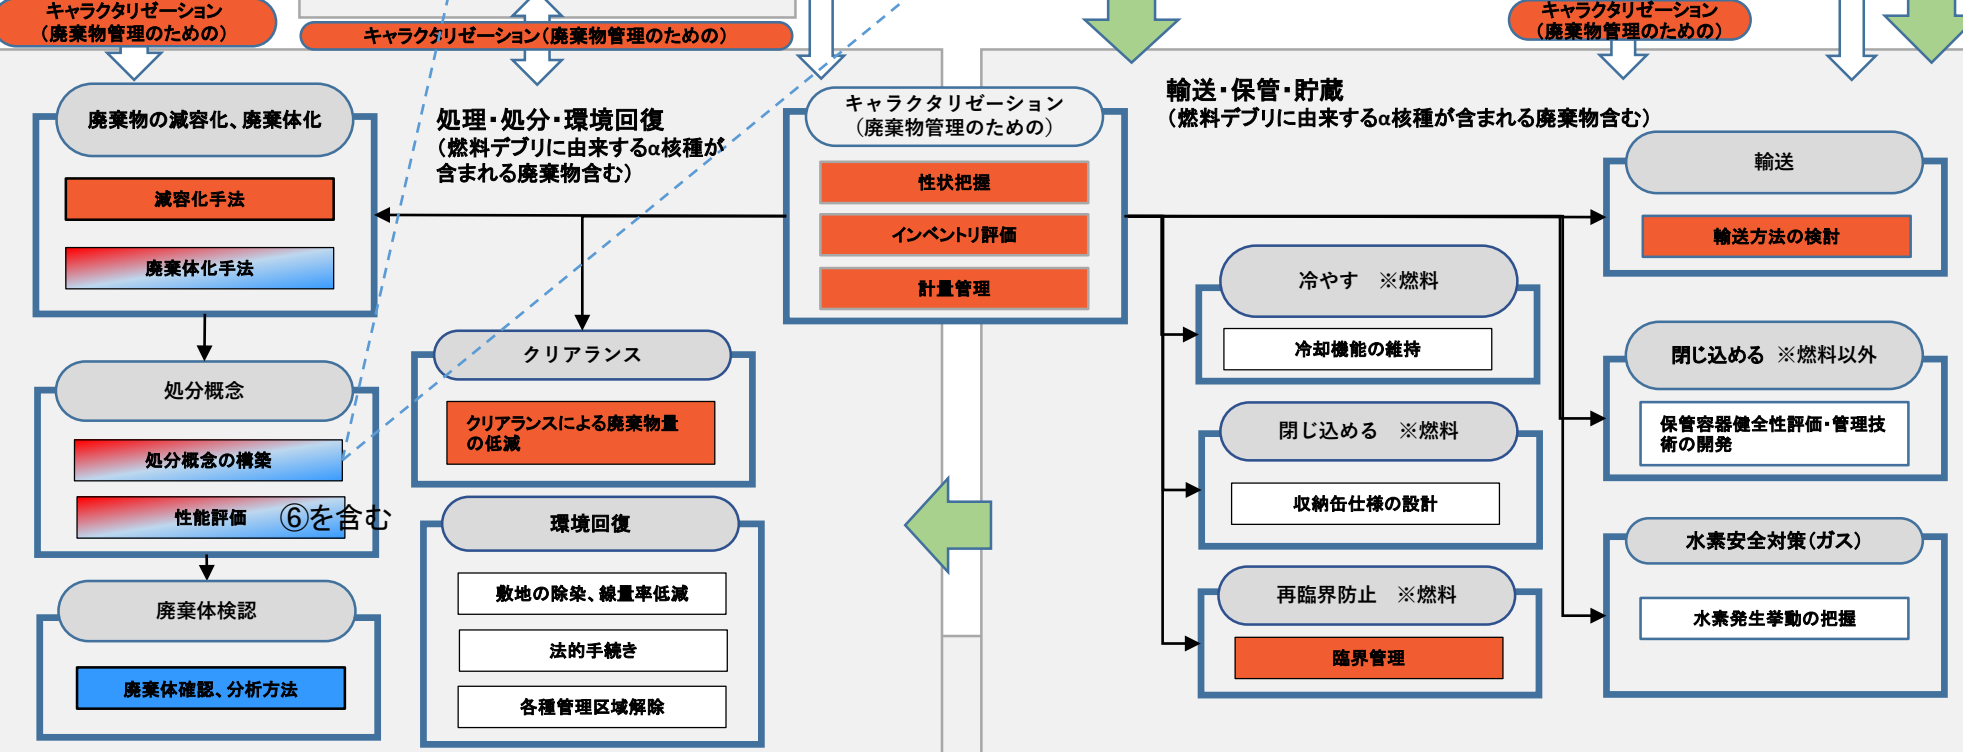 キャラクタリゼーション
（廃棄物管理のための）
キャラクタリゼーション（廃棄物管理のための）
キャラクタリゼーション
（廃棄物管理のための）
廃棄物の減容化、廃棄体化
減容化手法
廃棄体化手法
処分概念
処分概念の構築
性能評価
⑥を含む
廃棄体検認
廃棄体確認、分析方法
処理・処分・環境回復
（燃料デブリに由来するα核種が
含まれる廃棄物含む）
クリアランス
クリアランスによる廃棄物量
の低減
環境回復
敷地の除染、線量率低減
法的手続き
各種管理区域解除
キャラクタリゼーション
（廃棄物管理のための）
性状把握
インベントリ評価
計量管理
輸送・保管・貯蔵
（燃料デブリに由来するα核種が含まれる廃棄物含む）
冷やす　※燃料
冷却機能の維持
閉じ込める　※燃料
収納缶仕様の設計
再臨界防止　※燃料
臨界管理
輸送
輸送方法の検討
閉じ込める ※燃料以外
保管容器健全性評価・管理技
術の開発
水素安全対策（ガス）
水素発生挙動の把握